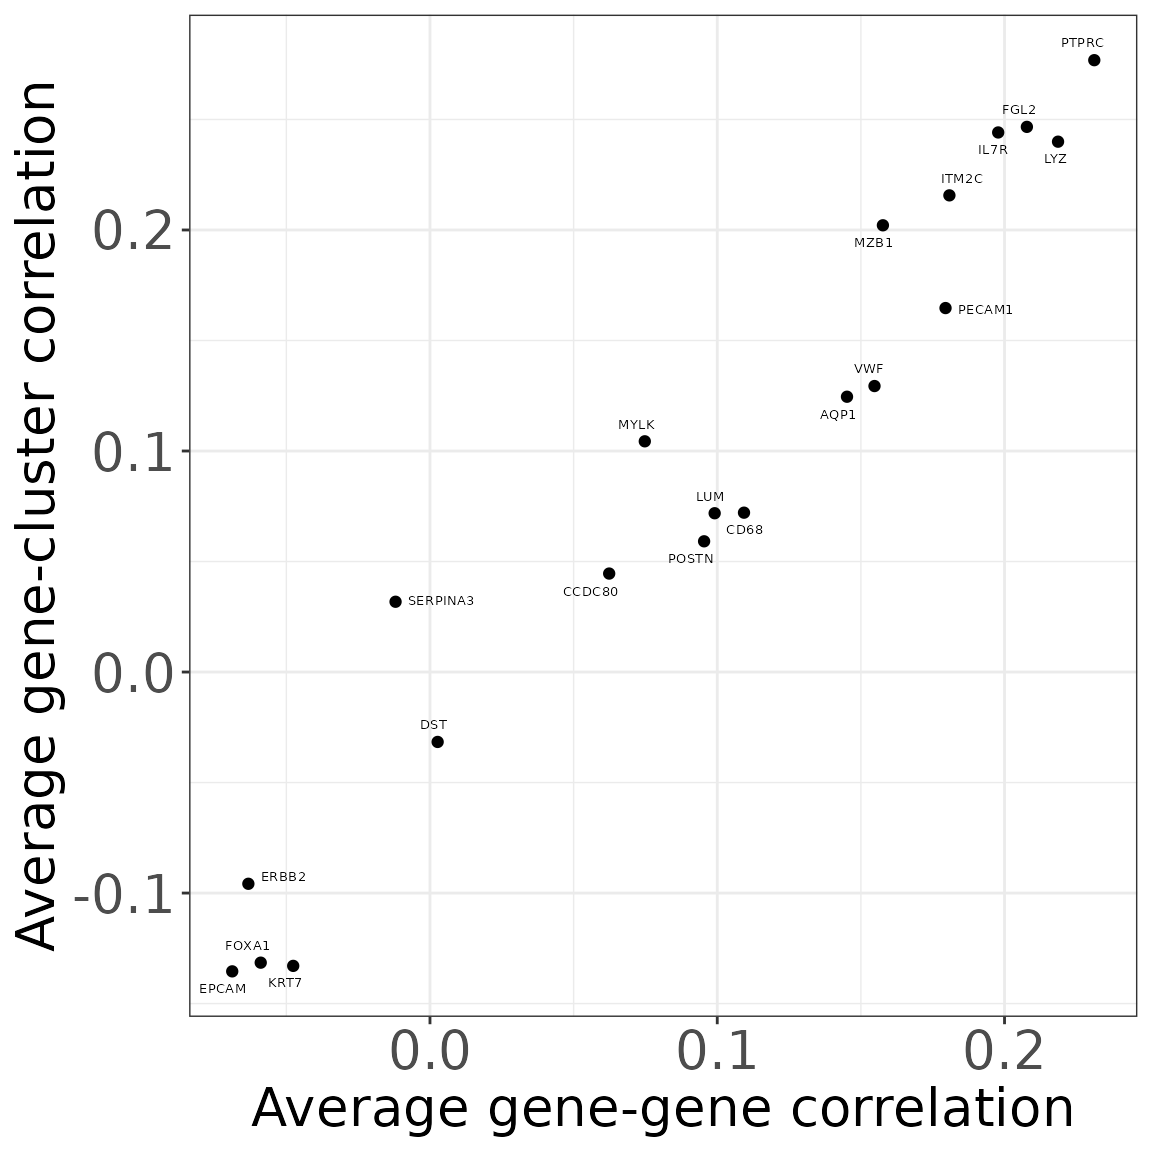 PTPRC
FGL2
IL7R
LYZ
ITM2C
MZB1
PECAM1
VWF
AQP1
MYLK
LUM
CD68
POSTN
CCDC80
SERPINA3
DST
ERBB2
FOXA1
KRT7
EPCAM
0.2
0.1
0.0
-0.1
0.0 0.1 0.2
Average gene-gene correlation
Average gene-cluster correlation